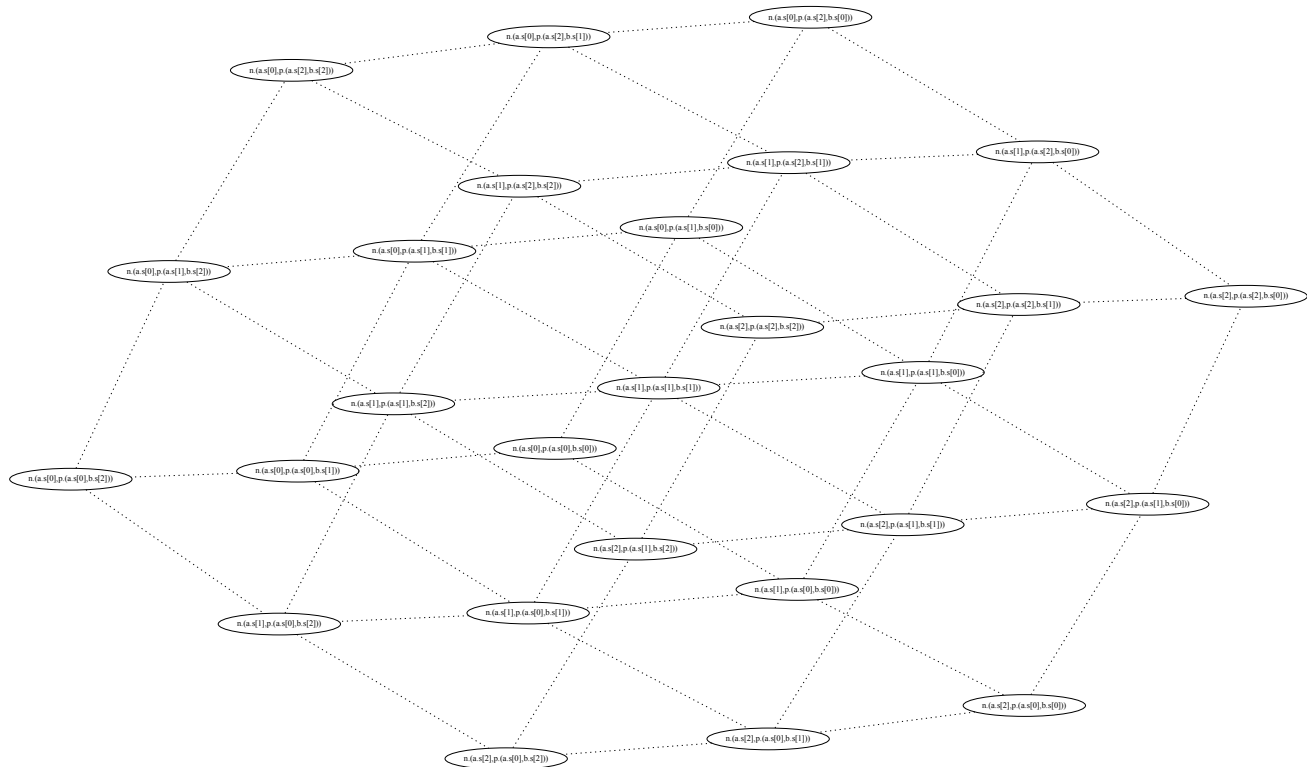 n.(a.s[0],p.(a.s[2],b.s[0]))
n.(a.s[0],p.(a.s[2],b.s[1]))
n.(a.s[0],p.(a.s[2],b.s[2]))
n.(a.s[1],p.(a.s[2],b.s[0]))
n.(a.s[1],p.(a.s[2],b.s[1]))
n.(a.s[1],p.(a.s[2],b.s[2]))
n.(a.s[0],p.(a.s[1],b.s[0]))
n.(a.s[0],p.(a.s[1],b.s[1]))
n.(a.s[0],p.(a.s[1],b.s[2]))
n.(a.s[2],p.(a.s[2],b.s[0]))
n.(a.s[2],p.(a.s[2],b.s[1]))
n.(a.s[2],p.(a.s[2],b.s[2]))
n.(a.s[1],p.(a.s[1],b.s[0]))
n.(a.s[1],p.(a.s[1],b.s[1]))
n.(a.s[1],p.(a.s[1],b.s[2]))
n.(a.s[0],p.(a.s[0],b.s[0]))
n.(a.s[0],p.(a.s[0],b.s[1]))
n.(a.s[0],p.(a.s[0],b.s[2]))
n.(a.s[2],p.(a.s[1],b.s[0]))
n.(a.s[2],p.(a.s[1],b.s[1]))
n.(a.s[2],p.(a.s[1],b.s[2]))
n.(a.s[1],p.(a.s[0],b.s[0]))
n.(a.s[1],p.(a.s[0],b.s[1]))
n.(a.s[1],p.(a.s[0],b.s[2]))
n.(a.s[2],p.(a.s[0],b.s[0]))
n.(a.s[2],p.(a.s[0],b.s[1]))
n.(a.s[2],p.(a.s[0],b.s[2]))